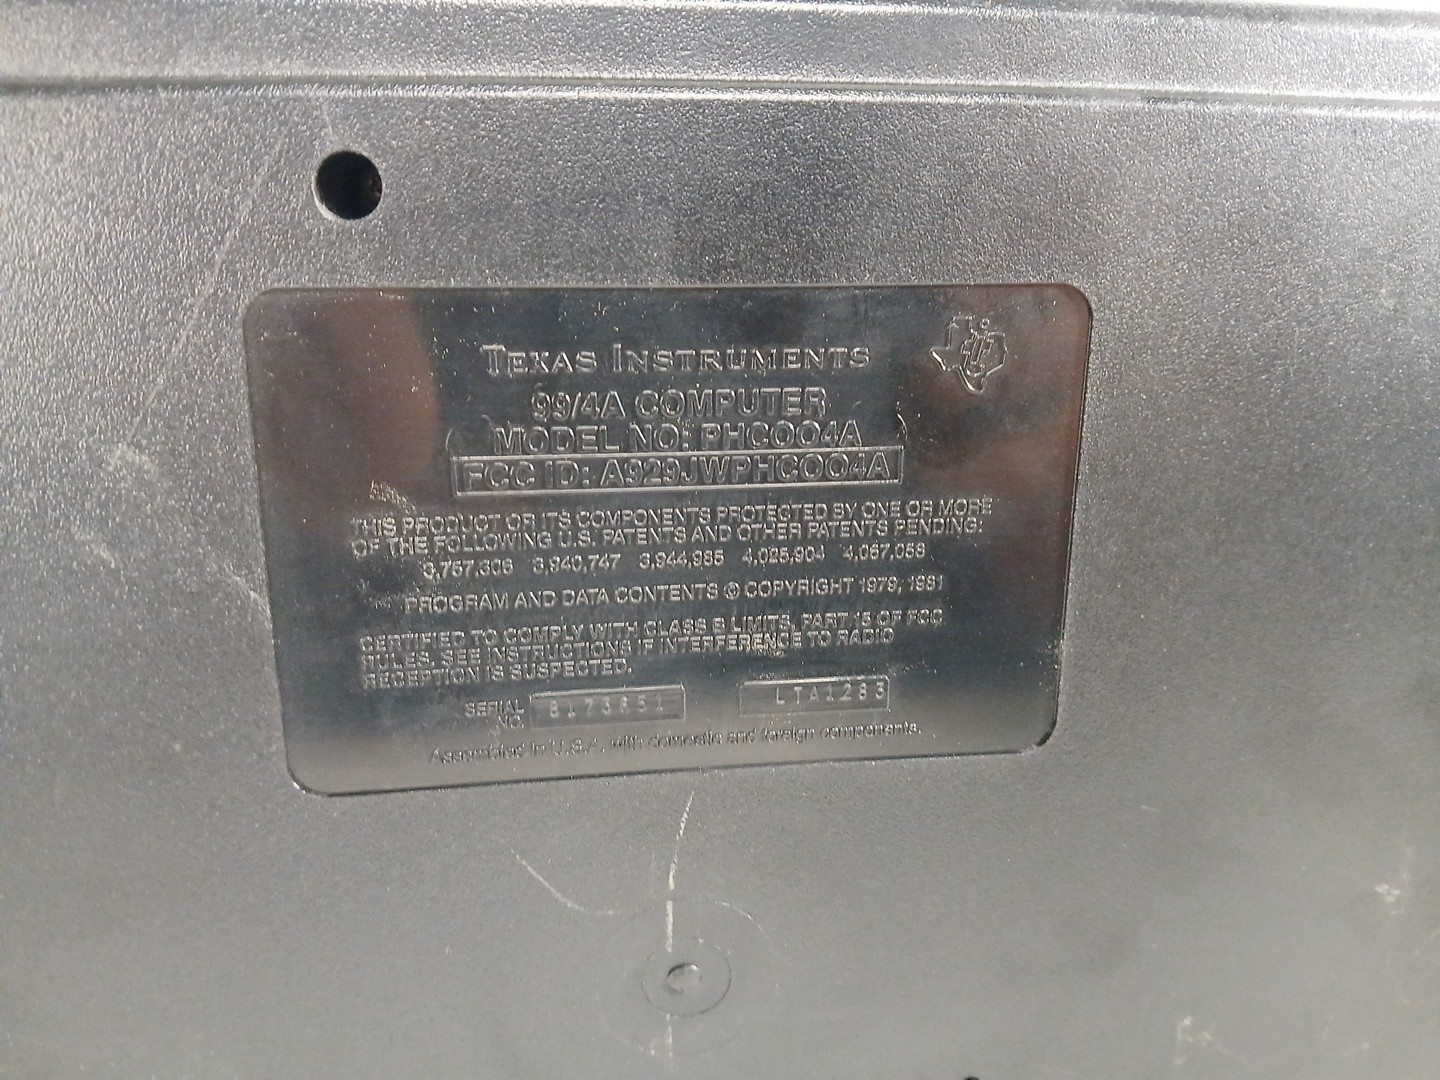 TEXAS INSTRUMENTS
99/4A COMPUTER
MODEL NO: PHC004A
FCC ID: A929JWPHC004A
THIS PRODUCT OR ITS COMPONENTS PROTECTED BY ONE OR MORE
OF THE FOLLOWING U.S. PATENTS AND OTHER PATENTS PENDING:
3,757,306 3,940,747 3,944,985 4,025,904 4,067,058
PROGRAM AND DATA CONTENTS © COPYRIGHT 1979, 1981
CERTIFIED TO COMPLY WITH CLASS B LIMITS, PART 15 OF FCC
RULES. SEE INSTRUCTIONS IF INTERFERENCE TO RADIO
RECEPTION IS SUSPECTED.
SERIAL NO. LTA1283
Assembled in U.S.A. with domestic and foreign components.